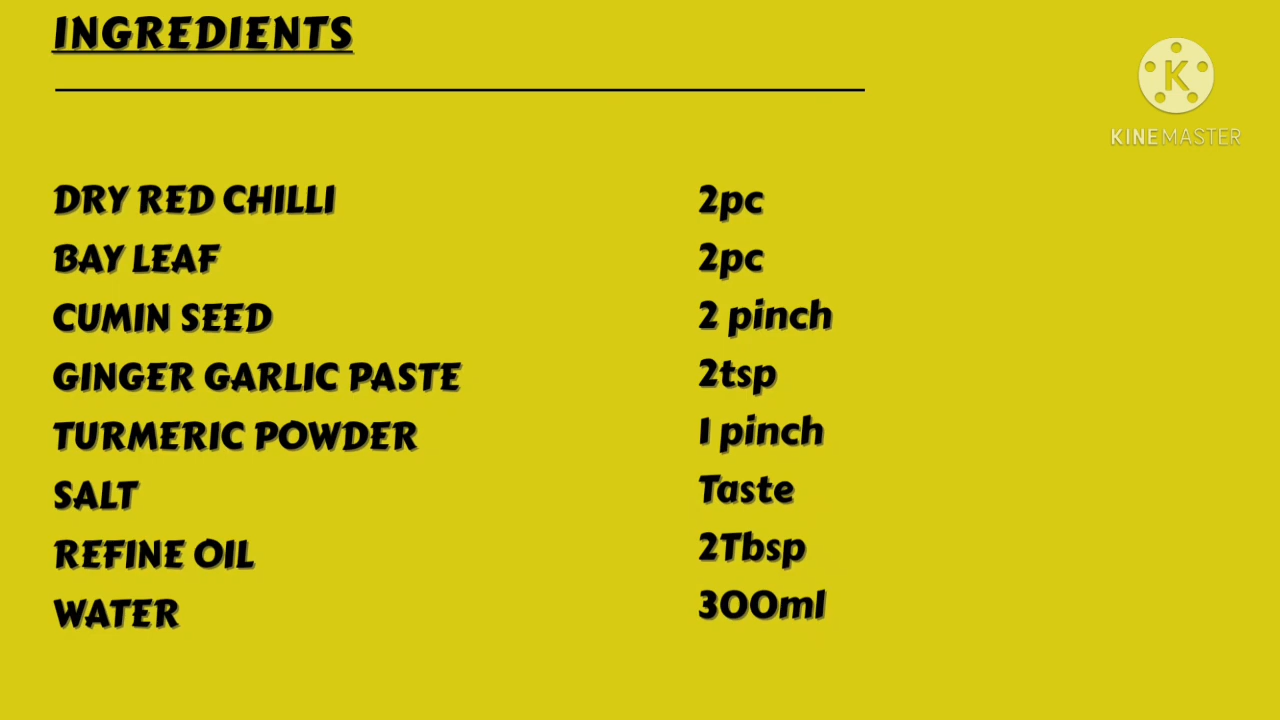 INGREDIENTS
KINEMASTER
DRY RED CHILLI 2pc
BAY LEAF 2pc
CUMIN SEED 2 pinch
GINGER GARLIC PASTE 2tsp
TURMERIC POWDER 1 pinch
SALT Taste
REFINE OIL 2Tbsp
WATER 300ml